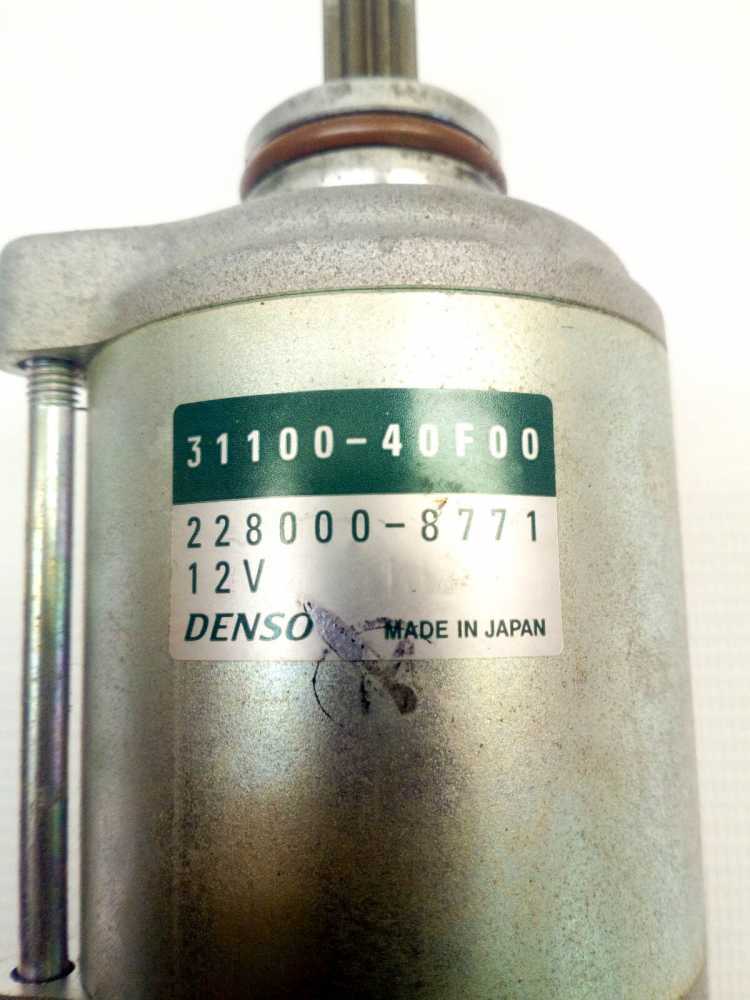 31100-40F00
228000-8771
12V
DENSO MADE IN JAPAN